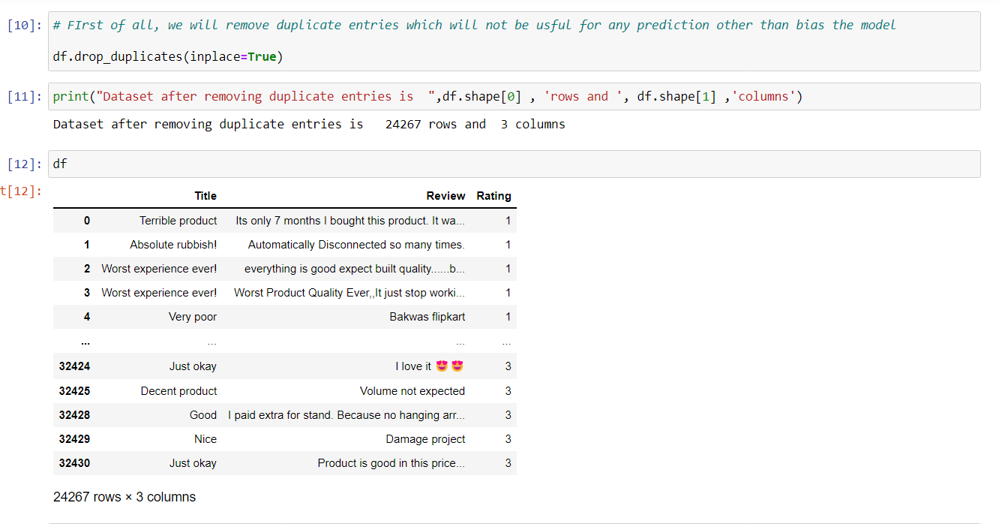 [10]: # FIrst of all, we will remove duplicate entries which will not be usful for any prediction other than bias the model
df.drop_duplicates(inplace=True)
[11]: print("Dataset after removing duplicate entries is  ",df.shape[0] , 'rows and ', df.shape[1] ,'columns')
Dataset after removing duplicate entries is   24267 rows and  3 columns
[12]: df
t[12]:
Title Review Rating
0 Terrible product Its only 7 months I bought this product. It wa... 1
1 Absolute rubbish! Automatically Disconnected so many times. 1
2 Worst experience ever! everything is good expect built quality......b... 1
3 Worst experience ever! Worst Product Quality Ever,,It just stop worki... 1
4 Very poor Bakwas flipkart 1
... ... ... ...
32424 Just okay I love it 😍 😍 3
32425 Decent product Volume not expected 3
32428 Good I paid extra for stand. Because no hanging arr... 3
32429 Nice Damage project 3
32430 Just okay Product is good in this price... 3
24267 rows × 3 columns